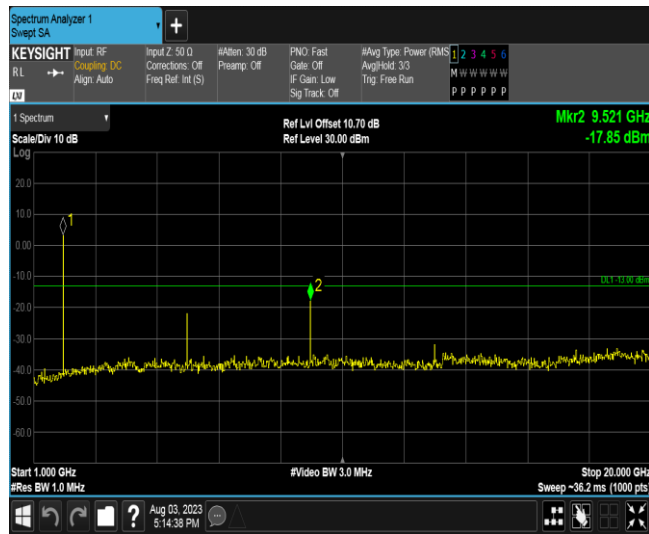 Spectrum Analyzer 1
Swept SA
+
KEYSIGHT
RL
LXI
Input: RF
Coupling: DC
Align: Auto
Input Z: 50 Ω
Corrections: Off
Freq Ref: Int (S)
#Atten: 30 dB
Preamp: Off
PNO: Fast
Gate: Off
IF Gain: Low
Sig Track: Off
#Avg Type: Power (RMS
Avg|Hold: 3/3
Trig: Free Run
1 2 3 4 5 6
M W W W W W
P P P P P P
1 Spectrum
Scale/Div 10 dB
Log
Ref Lvl Offset 10.70 dB
Ref Level 30.00 dBm
Mkr2 9.521 GHz
-17.85 dBm
20.0
10.0
0.00
-10.0
-20.0
-30.0
-40.0
-50.0
-60.0
1
2
DL1 -13.00 dBm
Start 1.000 GHz
#Res BW 1.0 MHz
#Video BW 3.0 MHz
Stop 20.000 GHz
Sweep ~36.2 ms (1000 pts)
?
Aug 03, 2023
5:14:38 PM